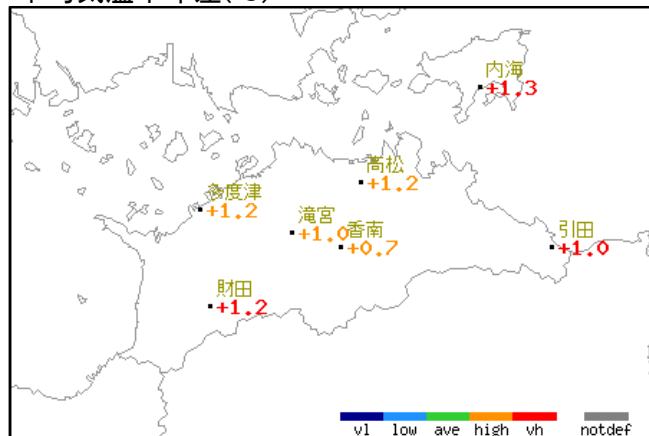 内海
+1.3
高松
+1.2
多度津
+1.2
滝宮
+1.0
香南
+0.7
引田
+1.0
財田
+1.2
vl low ave high vh notdef